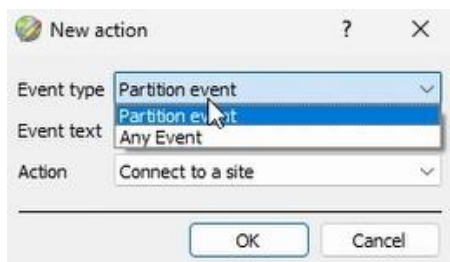 New action ?
Event type Partition event
Partition event
Event text Any Event
Action Connect to a site
OK Cancel